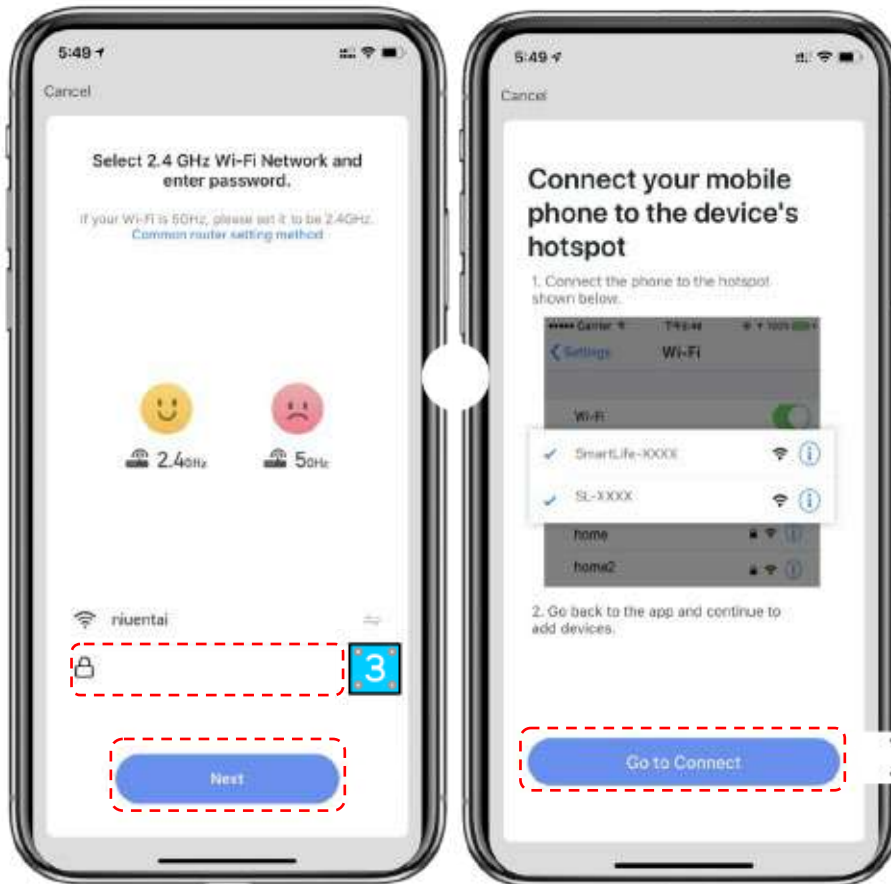 5:49
Cancel
Select 2.4 GHz Wi-Fi Network and
enter password.
If your Wi-Fi is 5GHz, please set it to be 2.4GHz.
Common router setting method
2.4GHz
5GHz
niuentai
3
Next
5:49
Cancel
Connect your mobile
phone to the device's
hotspot
1. Connect the phone to the hotspot
shown below.
Carrier
100%
Settings
Wi-Fi
Wi-Fi
SmartLife-XXXX
SL-XXXX
home
home2
2. Go back to the app and continue to
add devices.
Go to Connect